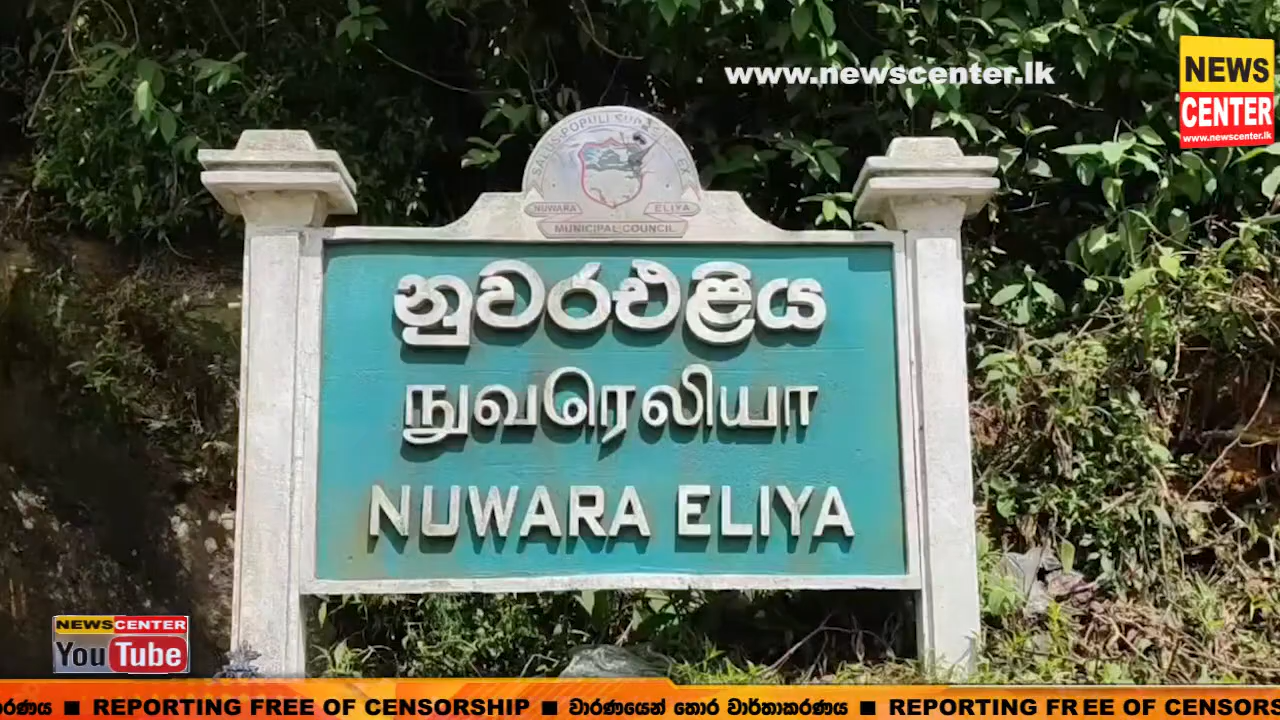 www.newscenter.lk
NEWS
CENTER
www.newscenter.lk
NUWARA ELIYA
MUNICIPAL COUNCIL
නුවරඑළිය
நுவரெலியா
NUWARA ELIYA
NEWSCENTER
YouTube
■ REPORTING FREE OF CENSORSHIP ■ වාරණයෙන් තොර වාර්තාකරණය ■ REPORTING FREE OF